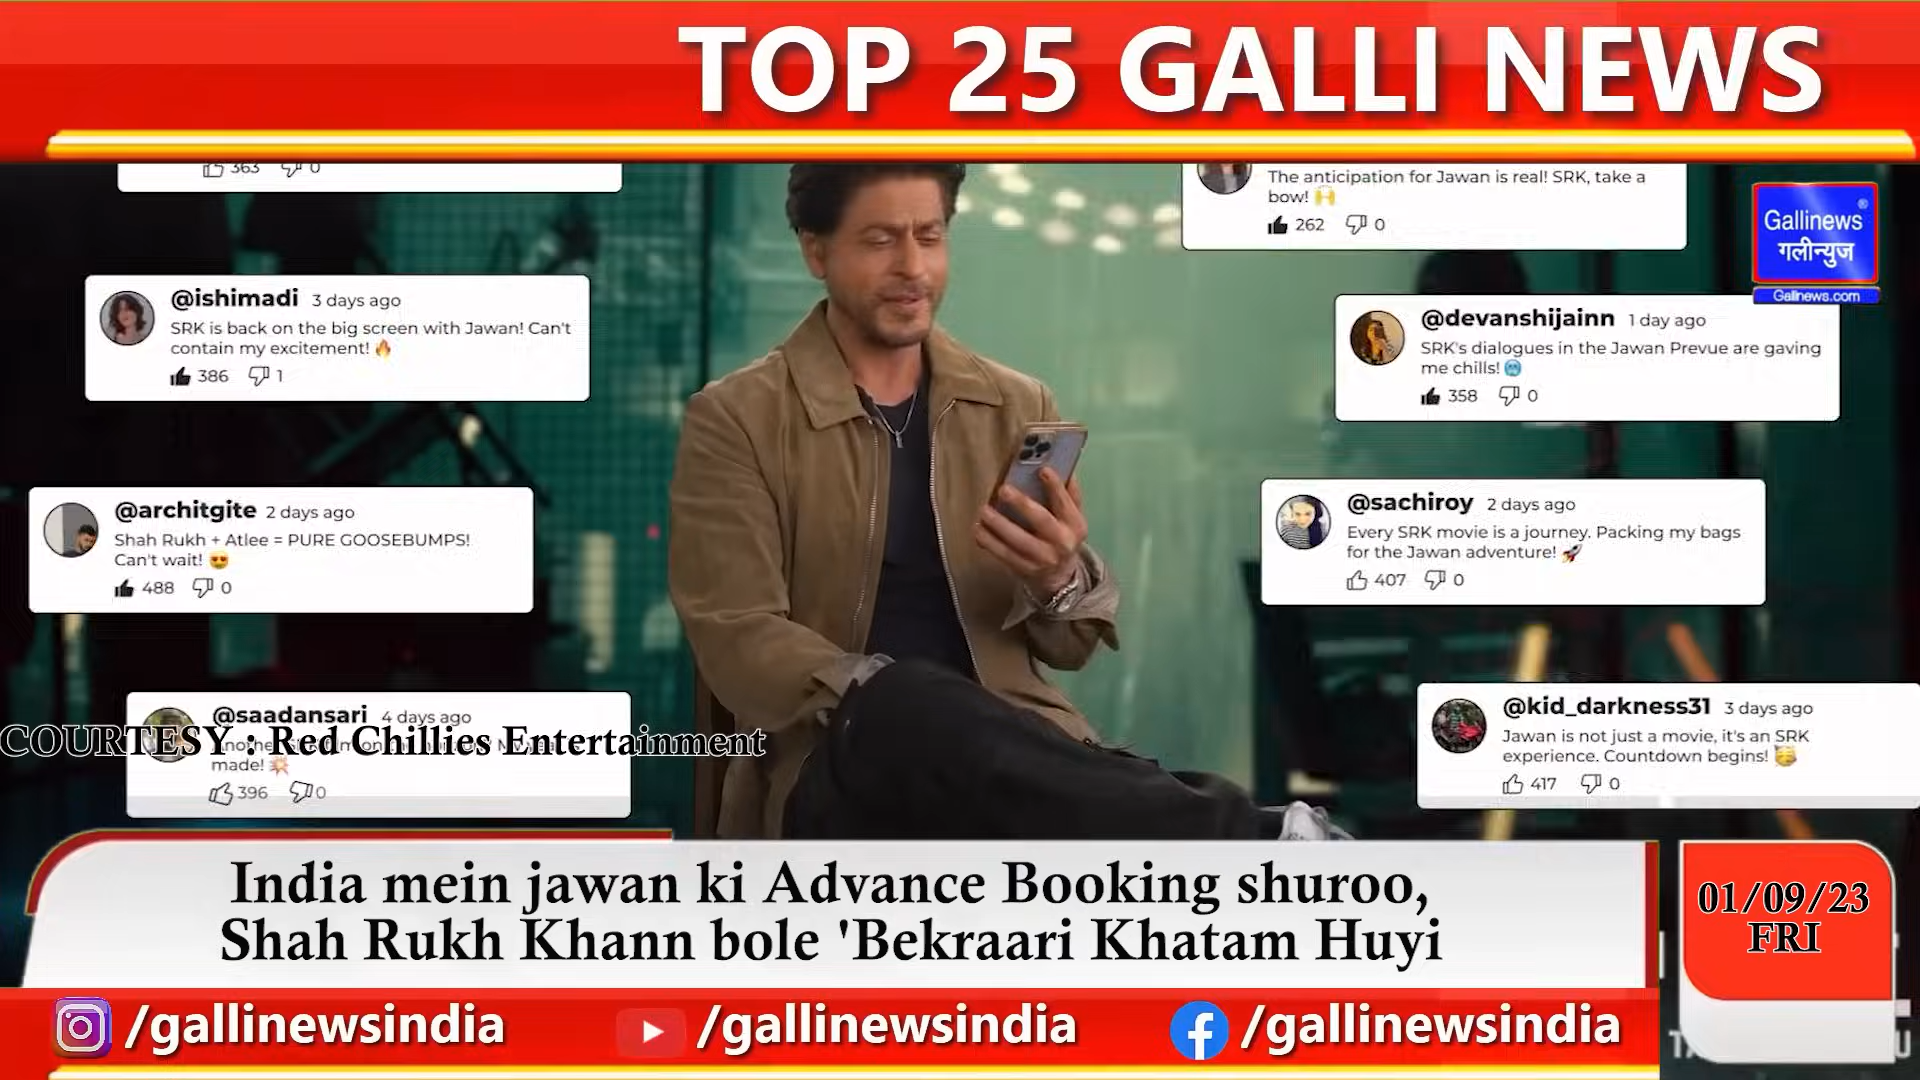 TOP 25 GALLI NEWS
363 0
The anticipation for Jawan is real! SRK, take a
bow! 🙌
262 0
Gallinews ®
गलीन्युज
Gallinews.com
@ishimadi 3 days ago
SRK is back on the big screen with Jawan! Can't
contain my excitement! 🔥
386 1
@devanshijainn 1 day ago
SRK's dialogues in the Jawan Prevue are gaving
me chills! 🥶
358 0
@architgite 2 days ago
Shah Rukh + Atlee = PURE GOOSEBUMPS!
Can't wait! 😍
488 0
@sachiroy 2 days ago
Every SRK movie is a journey. Packing my bags
for the Jawan adventure! 🚀
407 0
@saadansari 4 days ago
COURTESY : Red Chillies Entertainment
made! 💥
396 0
@kid_darkness31 3 days ago
Jawan is not just a movie, it's an SRK
experience. Countdown begins! 🥳
417 0
India mein jawan ki Advance Booking shuroo,
Shah Rukh Khann bole 'Bekraari Khatam Huyi
01/09/23
FRI
/gallinewsindia /gallinewsindia /gallinewsindia